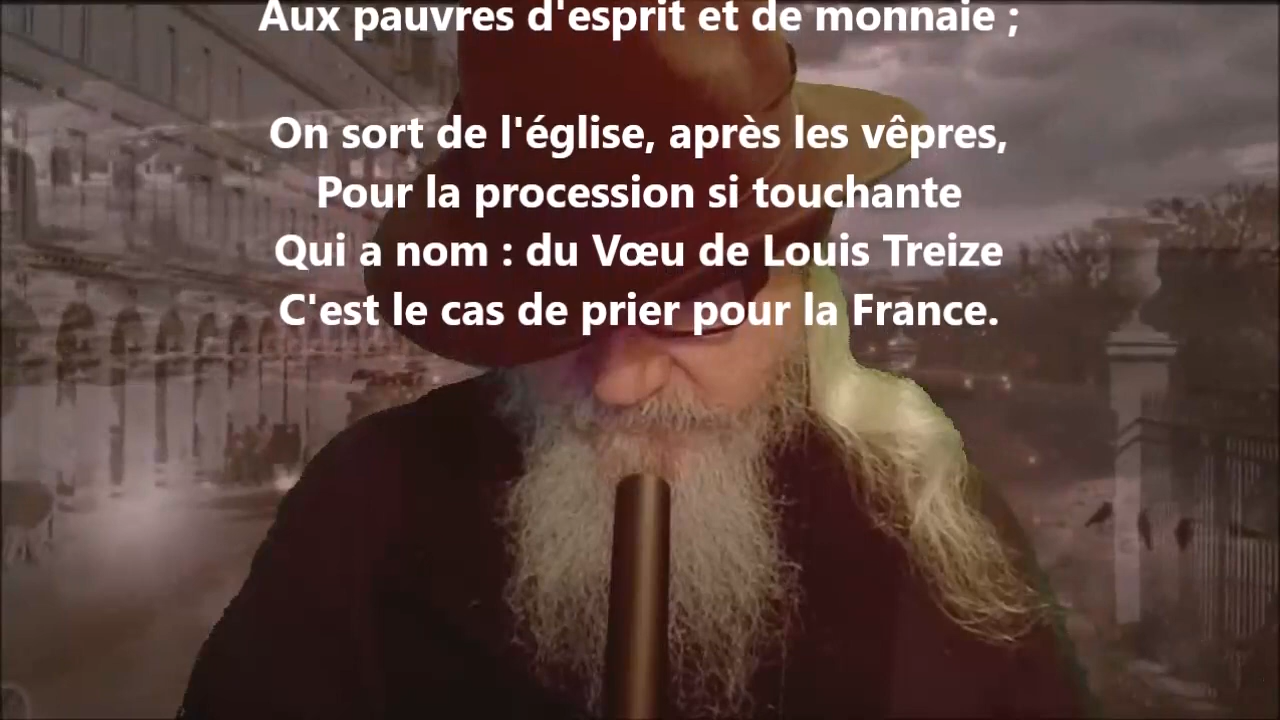 Aux pauvres d'esprit et de monnaie ;
On sort de l'église, après les vêpres,
Pour la procession si touchante
Qui a nom : du Vœu de Louis Treize
C'est le cas de prier pour la France.